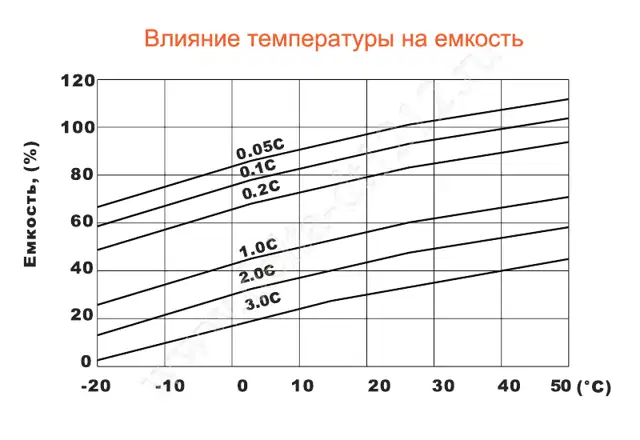 Влияние температуры на емкость
120
100
80
60
40
20
0
Емкость, (%)
0.05C
0.1C
0.2C
1.0C
2.0C
3.0C
-20 -10 0 10 20 30 40 50 (°C)